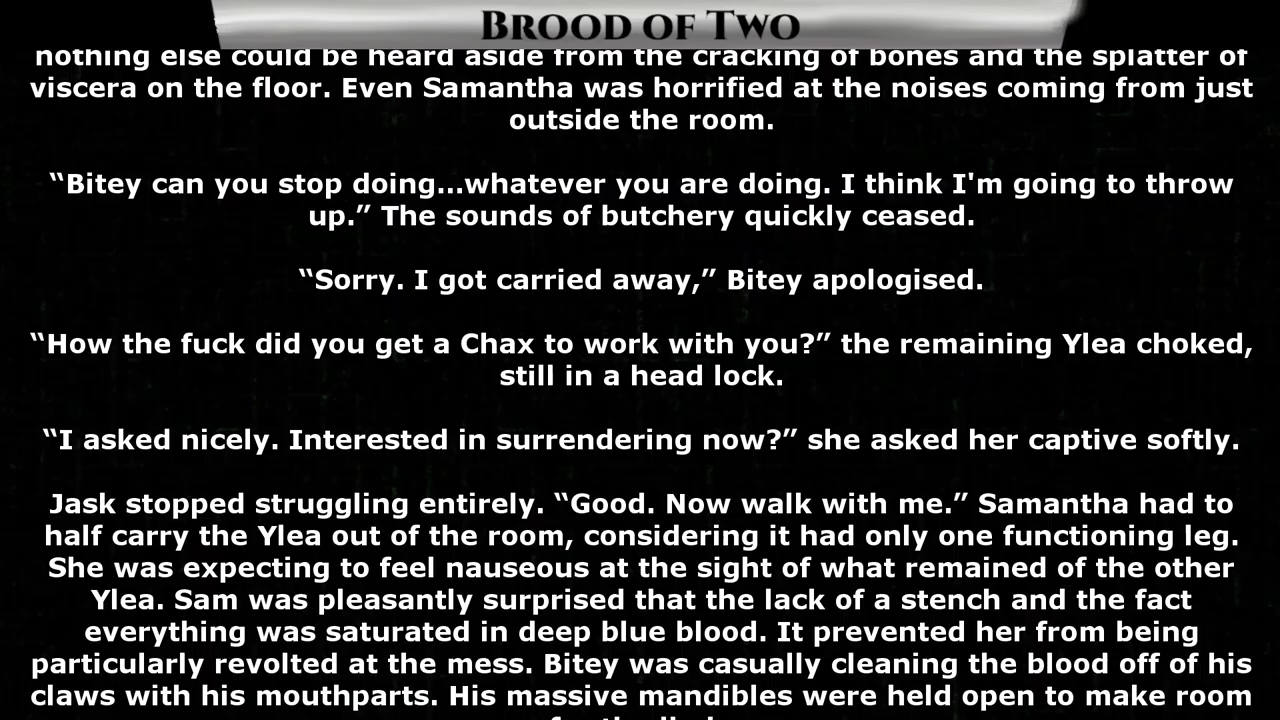 Brood of Two
nothing else could be heard aside from the cracking of bones and the splatter of
viscera on the floor. Even Samantha was horrified at the noises coming from just
outside the room.
“Bitey can you stop doing...whatever you are doing. I think I'm going to throw
up.” The sounds of butchery quickly ceased.
“Sorry. I got carried away,” Bitey apologised.
“How the fuck did you get a Chax to work with you?” the remaining Ylea choked,
still in a head lock.
“I asked nicely. Interested in surrendering now?” she asked her captive softly.
Jask stopped struggling entirely. “Good. Now walk with me.” Samantha had to
half carry the Ylea out of the room, considering it had only one functioning leg.
She was expecting to feel nauseous at the sight of what remained of the other
Ylea. Sam was pleasantly surprised that the lack of a stench and the fact
everything was saturated in deep blue blood. It prevented her from being
particularly revolted at the mess. Bitey was casually cleaning the blood off of his
claws with his mouthparts. His massive mandibles were held open to make room